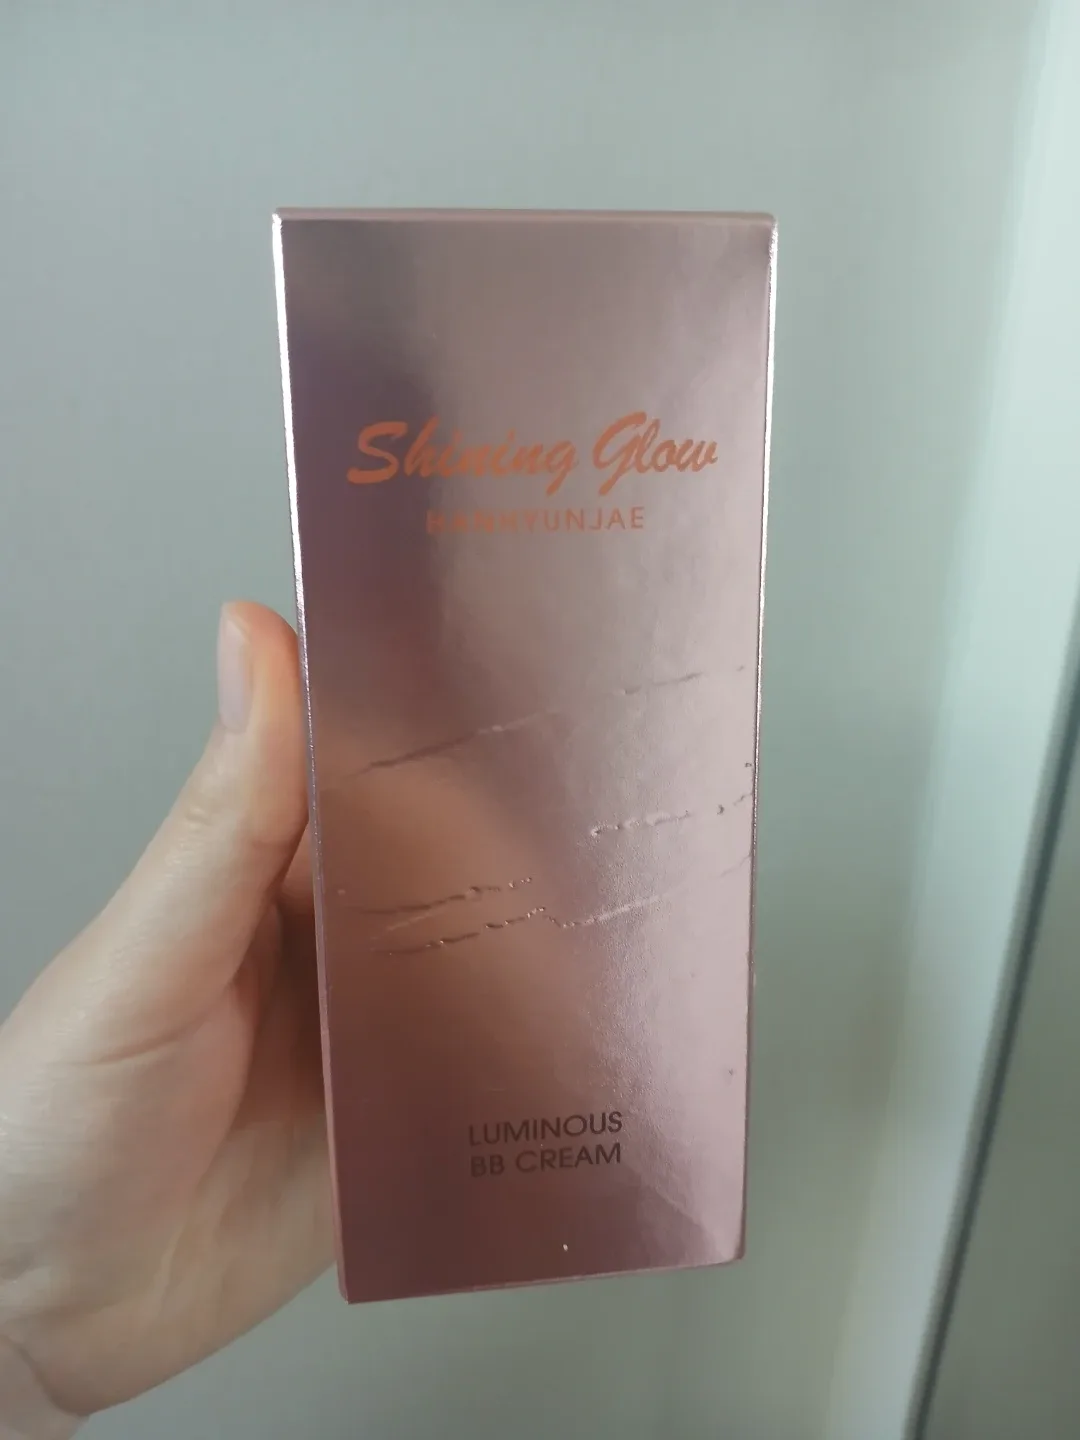 Shining Glow
HANHYUNJAE
LUMINOUS
BB CREAM